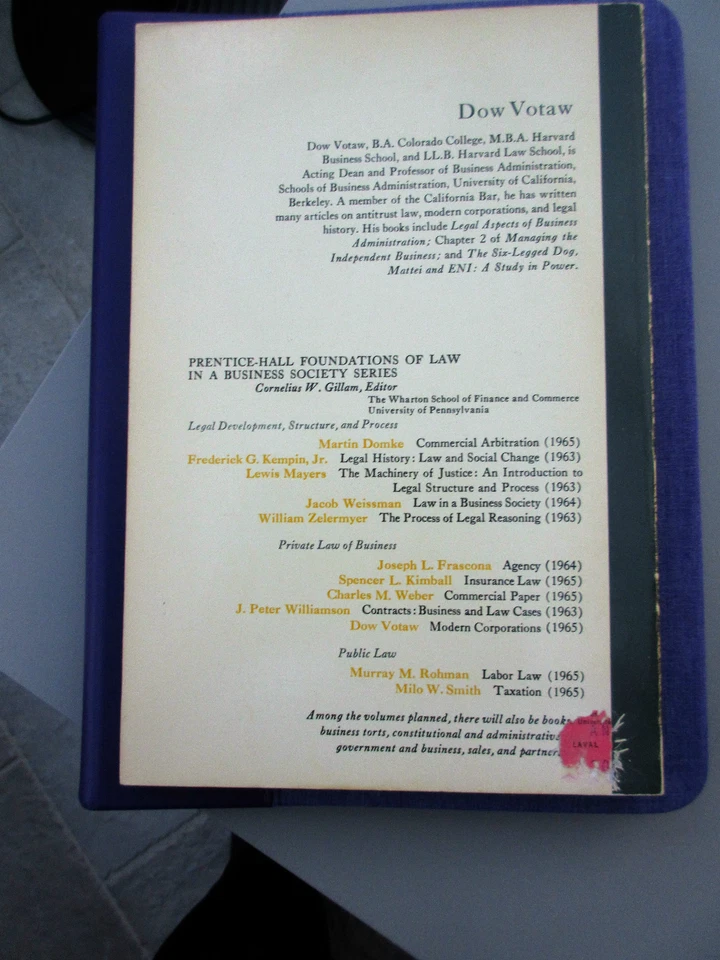 Dow Votaw
Dow Votaw, B.A. Colorado College, M.B.A. Harvard
Business School, and LL.B. Harvard Law School, is
Acting Dean and Professor of Business Administration,
Schools of Business Administration, University of California,
Berkeley. A member of the California Bar, he has written
many articles on antitrust law, modern corporations, and legal
history. His books include Legal Aspects of Business
Administration; Chapter 2 of Managing the
Independent Business; and The Six-Legged Dog,
Mattei and ENI: A Study in Power.
PRENTICE-HALL FOUNDATIONS OF LAW
IN A BUSINESS SOCIETY SERIES
Cornelius W. Gillam, Editor
The Wharton School of Finance and Commerce
University of Pennsylvania
Legal Development, Structure, and Process
Martin Domke Commercial Arbitration (1965)
Frederick G. Kempin, Jr. Legal History: Law and Social Change (1963)
Lewis Mayers The Machinery of Justice: An Introduction to
Legal Structure and Process (1963)
Jacob Weissman Law in a Business Society (1964)
William Zelermyer The Process of Legal Reasoning (1963)
Private Law of Business
Joseph L. Frascona Agency (1964)
Spencer L. Kimball Insurance Law (1965)
Charles M. Weber Commercial Paper (1965)
J. Peter Williamson Contracts: Business and Law Cases (1963)
Dow Votaw Modern Corporations (1965)
Public Law
Murray M. Rohman Labor Law (1965)
Milo W. Smith Taxation (1965)
Among the volumes planned, there will also be books
business torts, constitutional and administrativ
government and business, sales, and partner
LAVAL